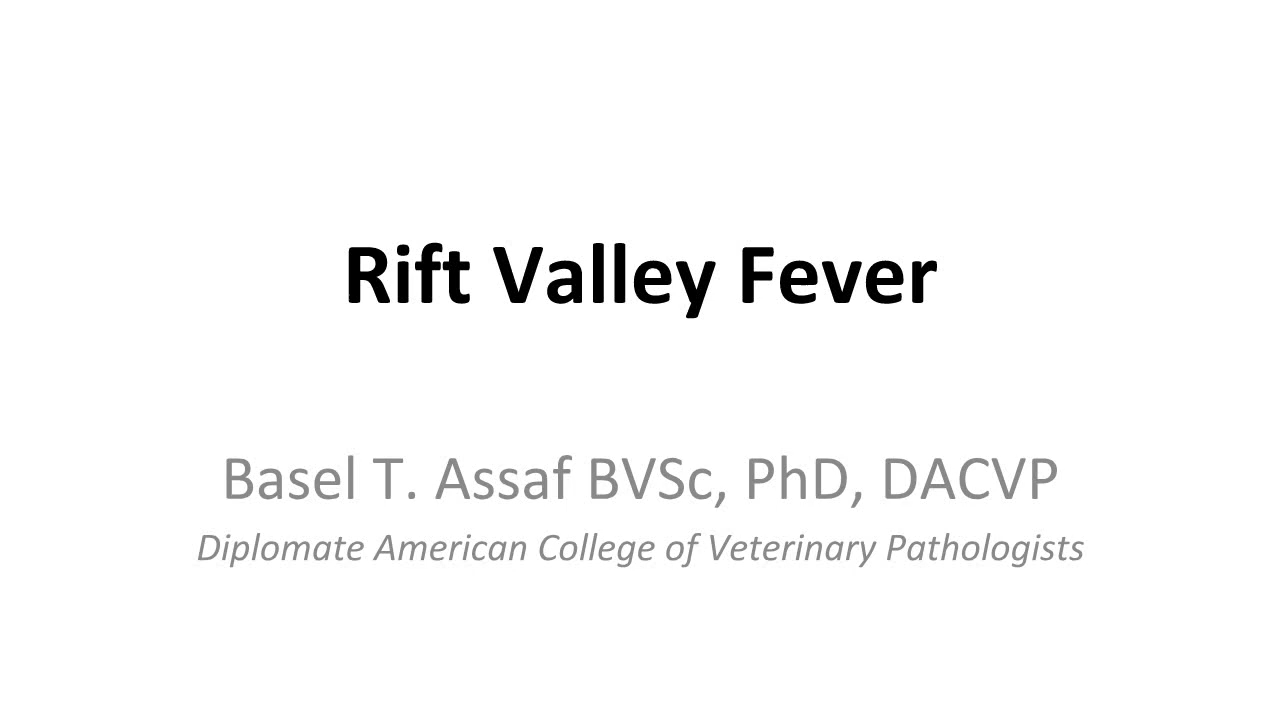 Rift Valley Fever
Basel T. Assaf BVSc, PhD, DACVP
Diplomate American College of Veterinary Pathologists